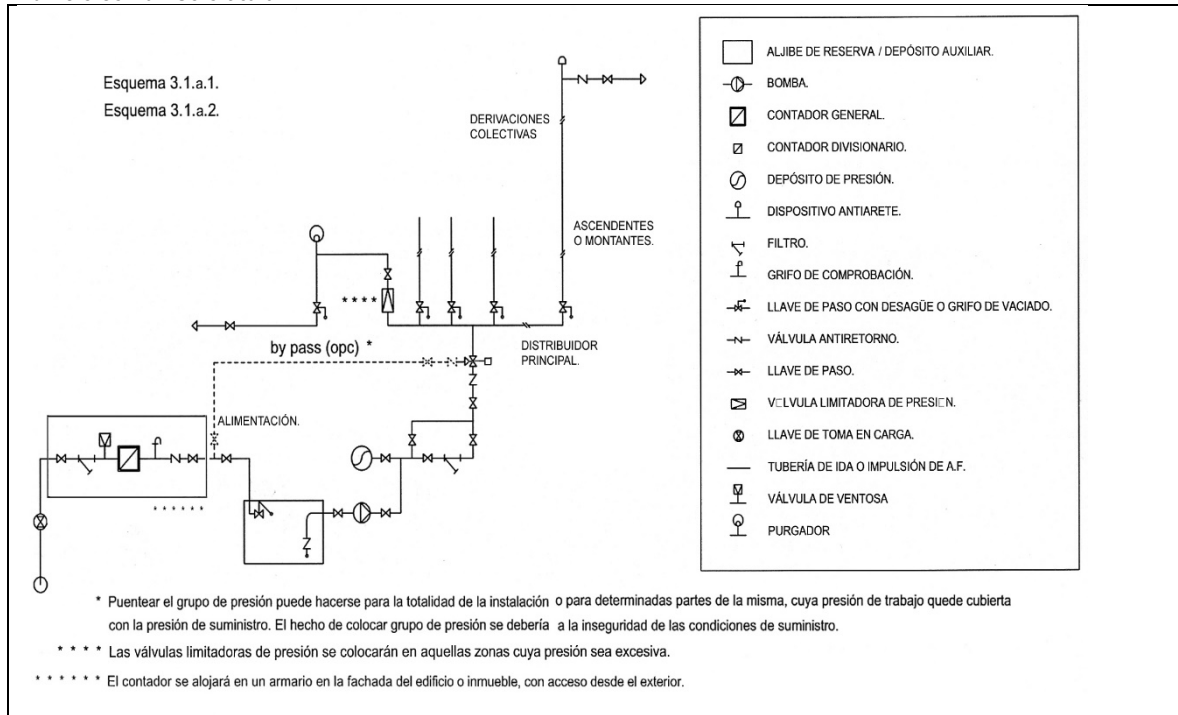 Esquema 3.1.a.1.
Esquema 3.1.a.2.
DERIVACIONES
COLECTIVAS
ASCENDENTES
O MONTANTES.
* * * *
DISTRIBUIDOR
PRINCIPAL.
by pass (opc) *
ALIMENTACIÓN.
* * * * * *
ALJIBE DE RESERVA / DEPÓSITO AUXILIAR.
BOMBA.
CONTADOR GENERAL.
CONTADOR DIVISIONARIO.
DEPÓSITO DE PRESIÓN.
DISPOSITIVO ANTIARETE.
FILTRO.
GRIFO DE COMPROBACIÓN.
LLAVE DE PASO CON DESAGÜE O GRIFO DE VACIADO.
VÁLVULA ANTIRETORNO.
LLAVE DE PASO.
V□LVULA LIMITADORA DE PRESI□N.
LLAVE DE TOMA EN CARGA.
TUBERÍA DE IDA O IMPULSIÓN DE A.F.
VÁLVULA DE VENTOSA
PURGADOR
* Puentear el grupo de presión puede hacerse para la totalidad de la instalación o para determinadas partes de la misma, cuya presión de trabajo quede cubierta
con la presión de suministro. El hecho de colocar grupo de presión se debería a la inseguridad de las condiciones de suministro.
* * * * Las válvulas limitadoras de presión se colocarán en aquellas zonas cuya presión sea excesiva.
* * * * * * El contador se alojará en un armario en la fachada del edificio o inmueble, con acceso desde el exterior.